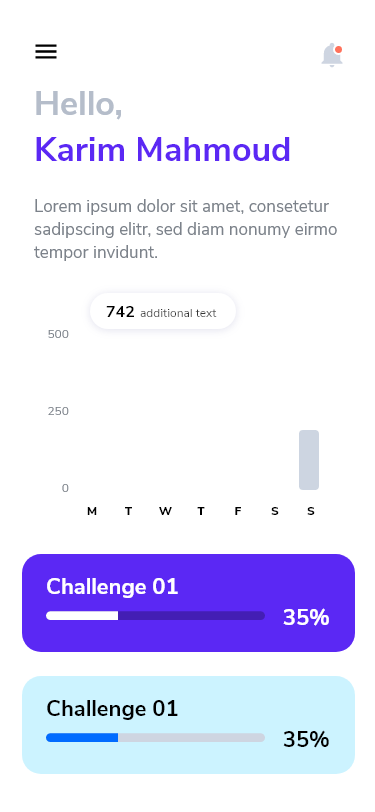 Hello,
Karim Mahmoud
Lorem ipsum dolor sit amet, consetetur
sadipscing elitr, sed diam nonumy eirmo
tempor invidunt.
742 additional text
500
250
0
M T W T F S S
Challenge 01
35%
Challenge 01
35%